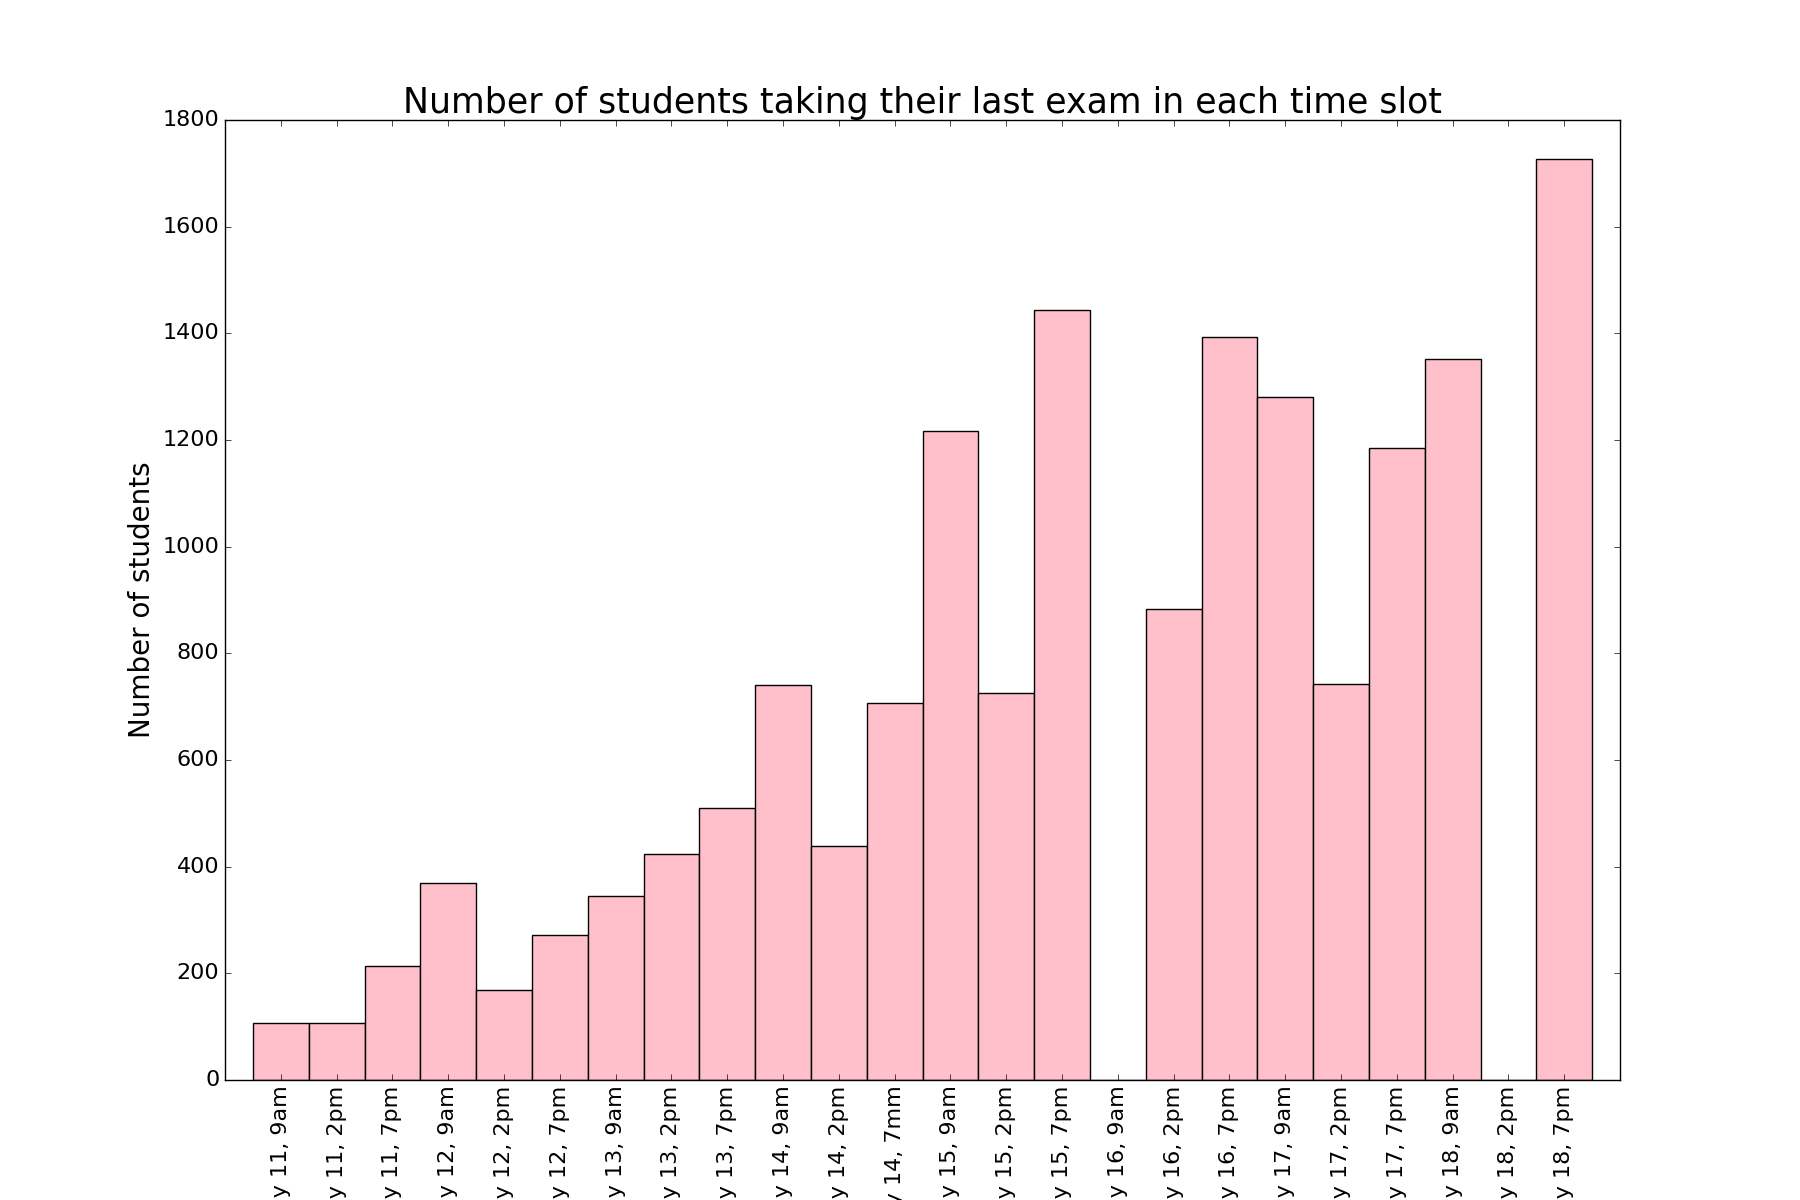 Number of students taking their last exam in each time slot
Number of students
1800
1600
1400
1200
1000
800
600
400
200
0
y 11, 9am
y 11, 2pm
y 11, 7pm
y 12, 9am
y 12, 2pm
y 12, 7pm
y 13, 9am
y 13, 2pm
y 13, 7pm
y 14, 9am
y 14, 2pm
y 14, 7mm
y 15, 9am
y 15, 2pm
y 15, 7pm
y 16, 9am
y 16, 2pm
y 16, 7pm
y 17, 9am
y 17, 2pm
y 17, 7pm
y 18, 9am
y 18, 2pm
y 18, 7pm